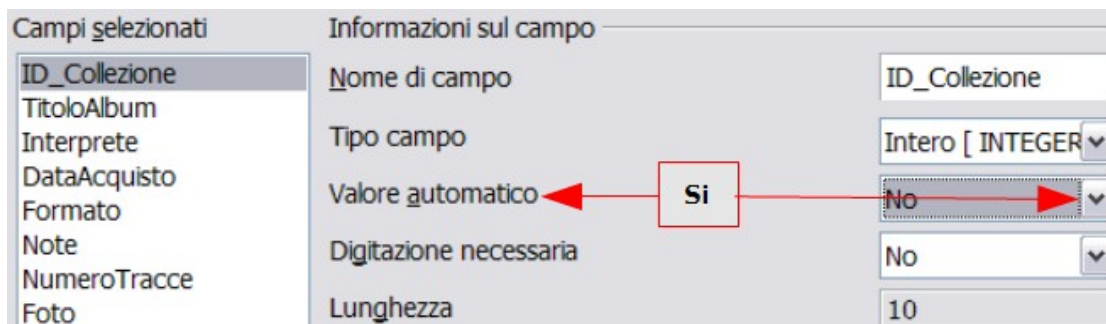 Campi selezionati
ID_Collezione
TitoloAlbum
Interprete
DataAcquisto
Formato
Note
NumeroTracce
Foto
Informazioni sul campo
Nome di campo ID_Collezione
Tipo campo Intero [ INTEGER
Valore automatico Si No
Digitazione necessaria No
Lunghezza 10